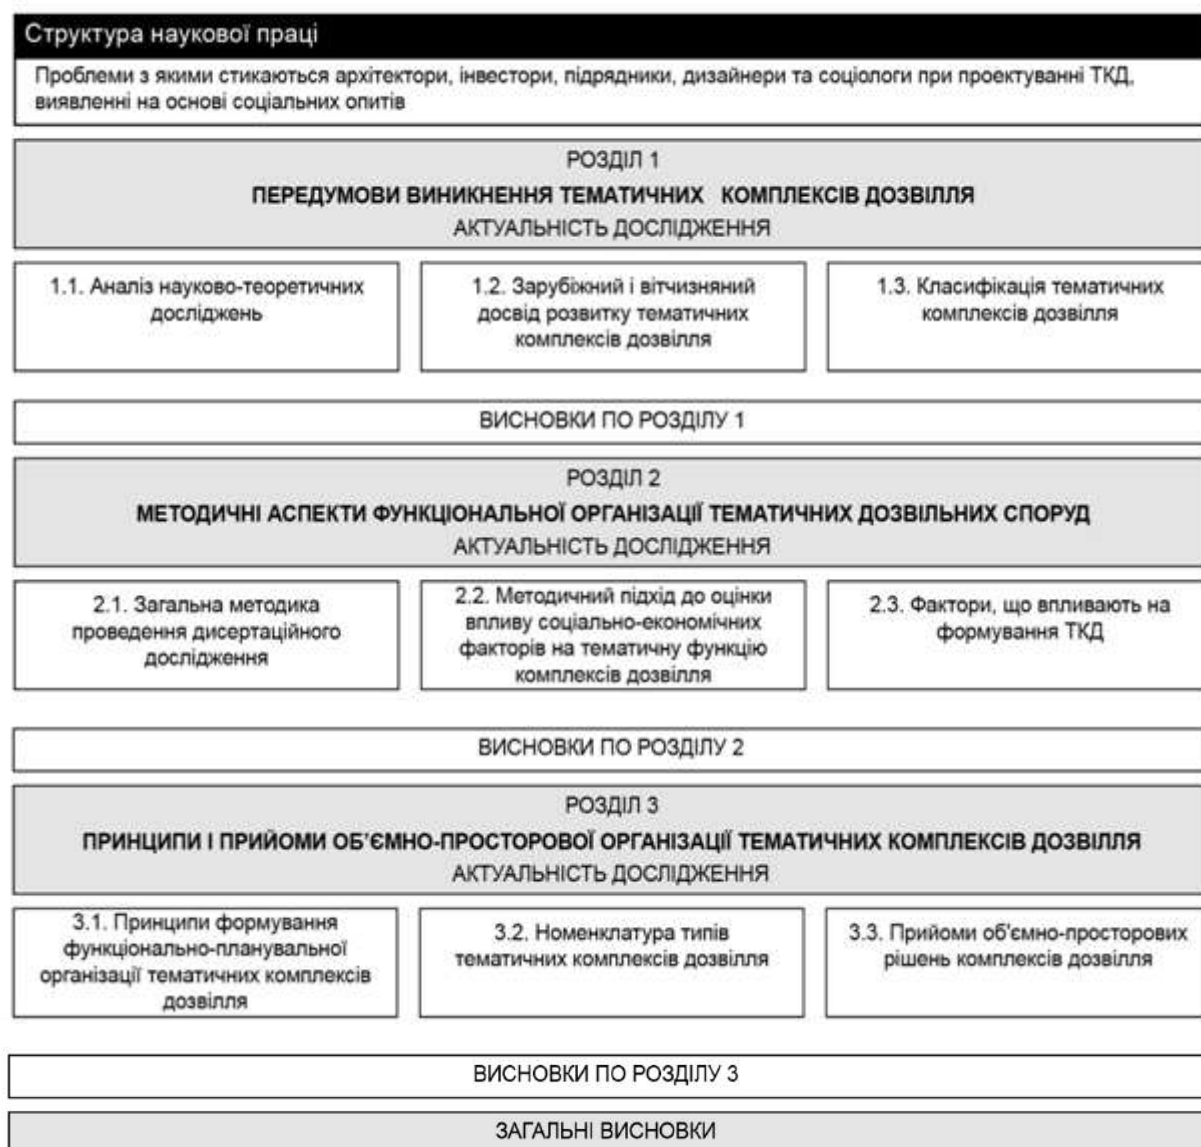 Структура наукової праці
Проблеми з якими стикаються архітектори, інвестори, підрядники, дизайнери та соціологи при проектуванні ТКД,
виявленні на основі соціальних опитів
РОЗДІЛ 1
ПЕРЕДУМОВИ ВИНИКНЕННЯ ТЕМАТИЧНИХ КОМПЛЕКСІВ ДОЗВІЛЛЯ
АКТУАЛЬНІСТЬ ДОСЛІДЖЕННЯ
1.1. Аналіз науково-теоретичних
досліджень
1.2. Зарубіжний і вітчизняний
досвід розвитку тематичних
комплексів дозвілля
1.3. Класифікація тематичних
комплексів дозвілля
ВИСНОВКИ ПО РОЗДІЛУ 1
РОЗДІЛ 2
МЕТОДИЧНІ АСПЕКТИ ФУНКЦІОНАЛЬНОЇ ОРГАНІЗАЦІЇ ТЕМАТИЧНИХ ДОЗВІЛЬНИХ СПОРУД
АКТУАЛЬНІСТЬ ДОСЛІДЖЕННЯ
2.1. Загальна методика
проведення дисертаційного
дослідження
2.2. Методичний підхід до оцінки
впливу соціально-економічних
факторів на тематичну функцію
комплексів дозвілля
2.3. Фактори, що впливають на
формування ТКД
ВИСНОВКИ ПО РОЗДІЛУ 2
РОЗДІЛ 3
ПРИНЦИПИ І ПРИЙОМИ ОБ'ЄМНО-ПРОСТОРОВОЇ ОРГАНІЗАЦІЇ ТЕМАТИЧНИХ КОМПЛЕКСІВ ДОЗВІЛЛЯ
АКТУАЛЬНІСТЬ ДОСЛІДЖЕННЯ
3.1. Принципи формування
функціонально-планувальної
організації тематичних комплексів
дозвілля
3.2. Номенклатура типів
тематичних комплексів дозвілля
3.3. Прийоми об'ємно-просторових
рішень комплексів дозвілля
ВИСНОВКИ ПО РОЗДІЛУ 3
ЗАГАЛЬНІ ВИСНОВКИ